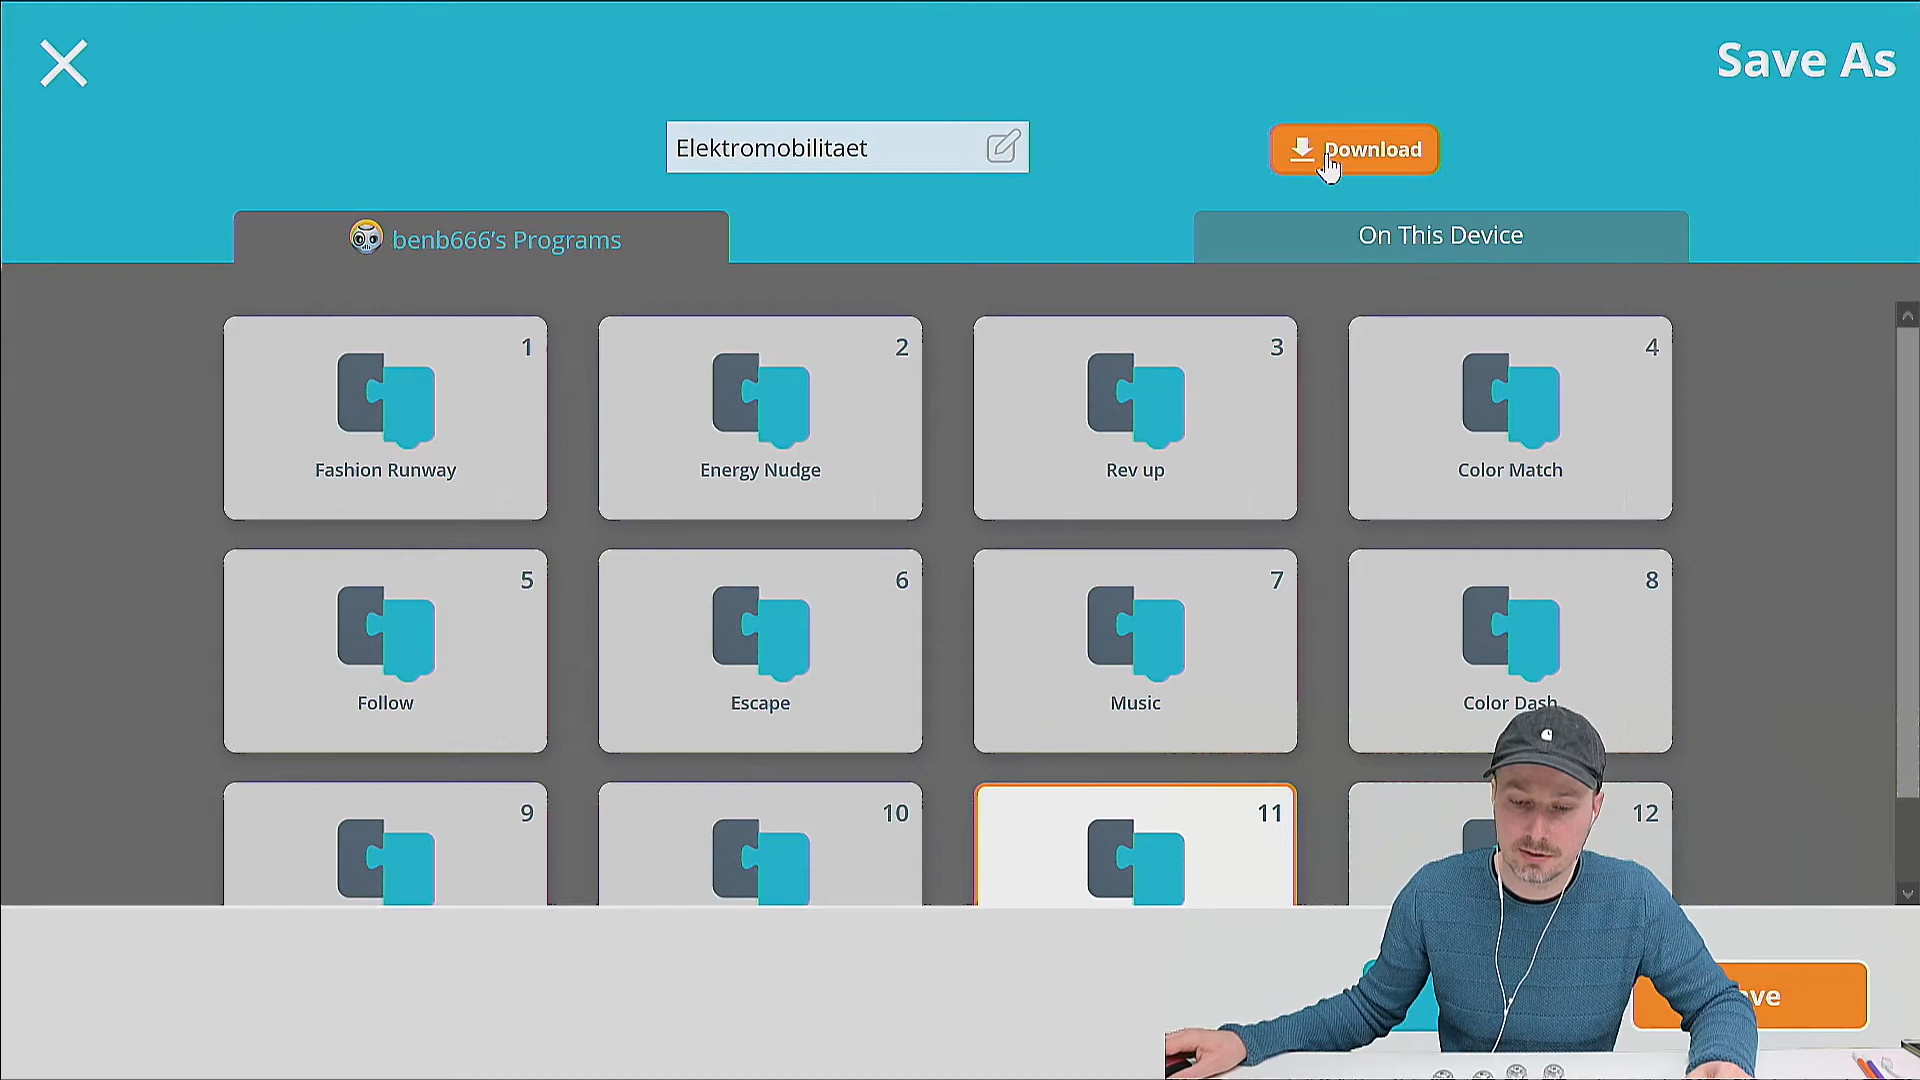 Save As
Elektromobilitaet
Download
benb666's Programs
On This Device
1
Fashion Runway
2
Energy Nudge
3
Rev up
4
Color Match
5
Follow
6
Escape
7
Music
8
Color Dash
9
10
11
12